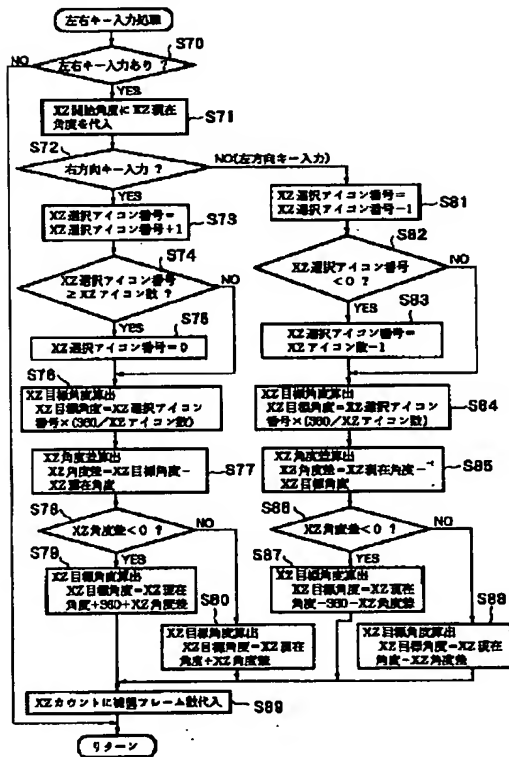 左右キー入力処理
S70
NO
左右キー入力あり？
YES
XZ開始角度にXZ現在
角度を代入
S71
S72
右方向キー入力？
NO(左方向キー入力)
YES
XZ選択アイコン番号＝
XZ選択アイコン番号+1
S73
XZ選択アイコン番号＝
XZ選択アイコン番号−1
S81
S74
XZ選択アイコン番号
≥XZアイコン数？
NO
YES
S82
XZ選択アイコン番号
<0？
NO
YES
S75
XZ選択アイコン番号=0
S83
XZ選択アイコン番号＝
XZアイコン数−1
S76
XZ目標角度算出
XZ目標角度=XZ選択アイコン
番号×(360/XZアイコン数)
XZ目標角度算出
XZ目標角度=XZ選択アイコン
番号×(360/XZアイコン数)
S84
XZ角度差算出
XZ角度差=XZ目標角度−
XZ現在角度
S77
XZ角度差算出
XZ角度差=XZ現在角度−
XZ目標角度
S85
S78
XZ角度差<0？
NO
YES
S86
XZ角度差<0？
NO
YES
S79
XZ目標角度算出
XZ目標角度=XZ現在
角度+360+XZ角度差
S87
XZ目標角度算出
XZ目標角度=XZ現在
角度−360−XZ角度差
S80
XZ目標角度算出
XZ目標角度=XZ現在
角度+XZ角度差
S88
XZ目標角度算出
XZ目標角度=XZ現在
角度−XZ角度差
XZカウントに補間フレーム数代入
S89
リターン